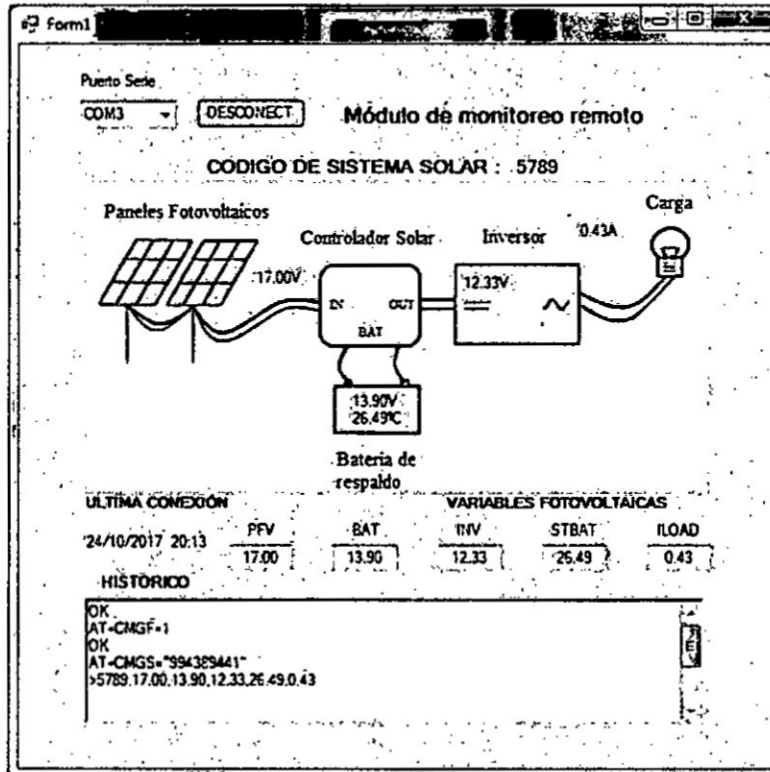 Form1
Puerto Serie
COM3 DESCONECT Módulo de monitoreo remoto
CODIGO DE SISTEMA SOLAR : 5789
Paneles Fotovoltaicos
Controlador Solar
Inversor
0.43A
Carga
17.00V
IN
OUT
BAT
12.33V
13.90V
26.49ºC
Bateria de
respaldo
ULTIMA CONEXIÓN VARIABLES FOTOVOLTAICAS
PFV BAT INV STBAT ILOAD
24/10/2017 20:13 17.00 13.90 12.33 26.49 0.43
HISTÓRICO
OK
AT+CMGF=1
OK
AT+CMGS="994389441"
>5789,17.00,13.90,12.33,26.49,0,43